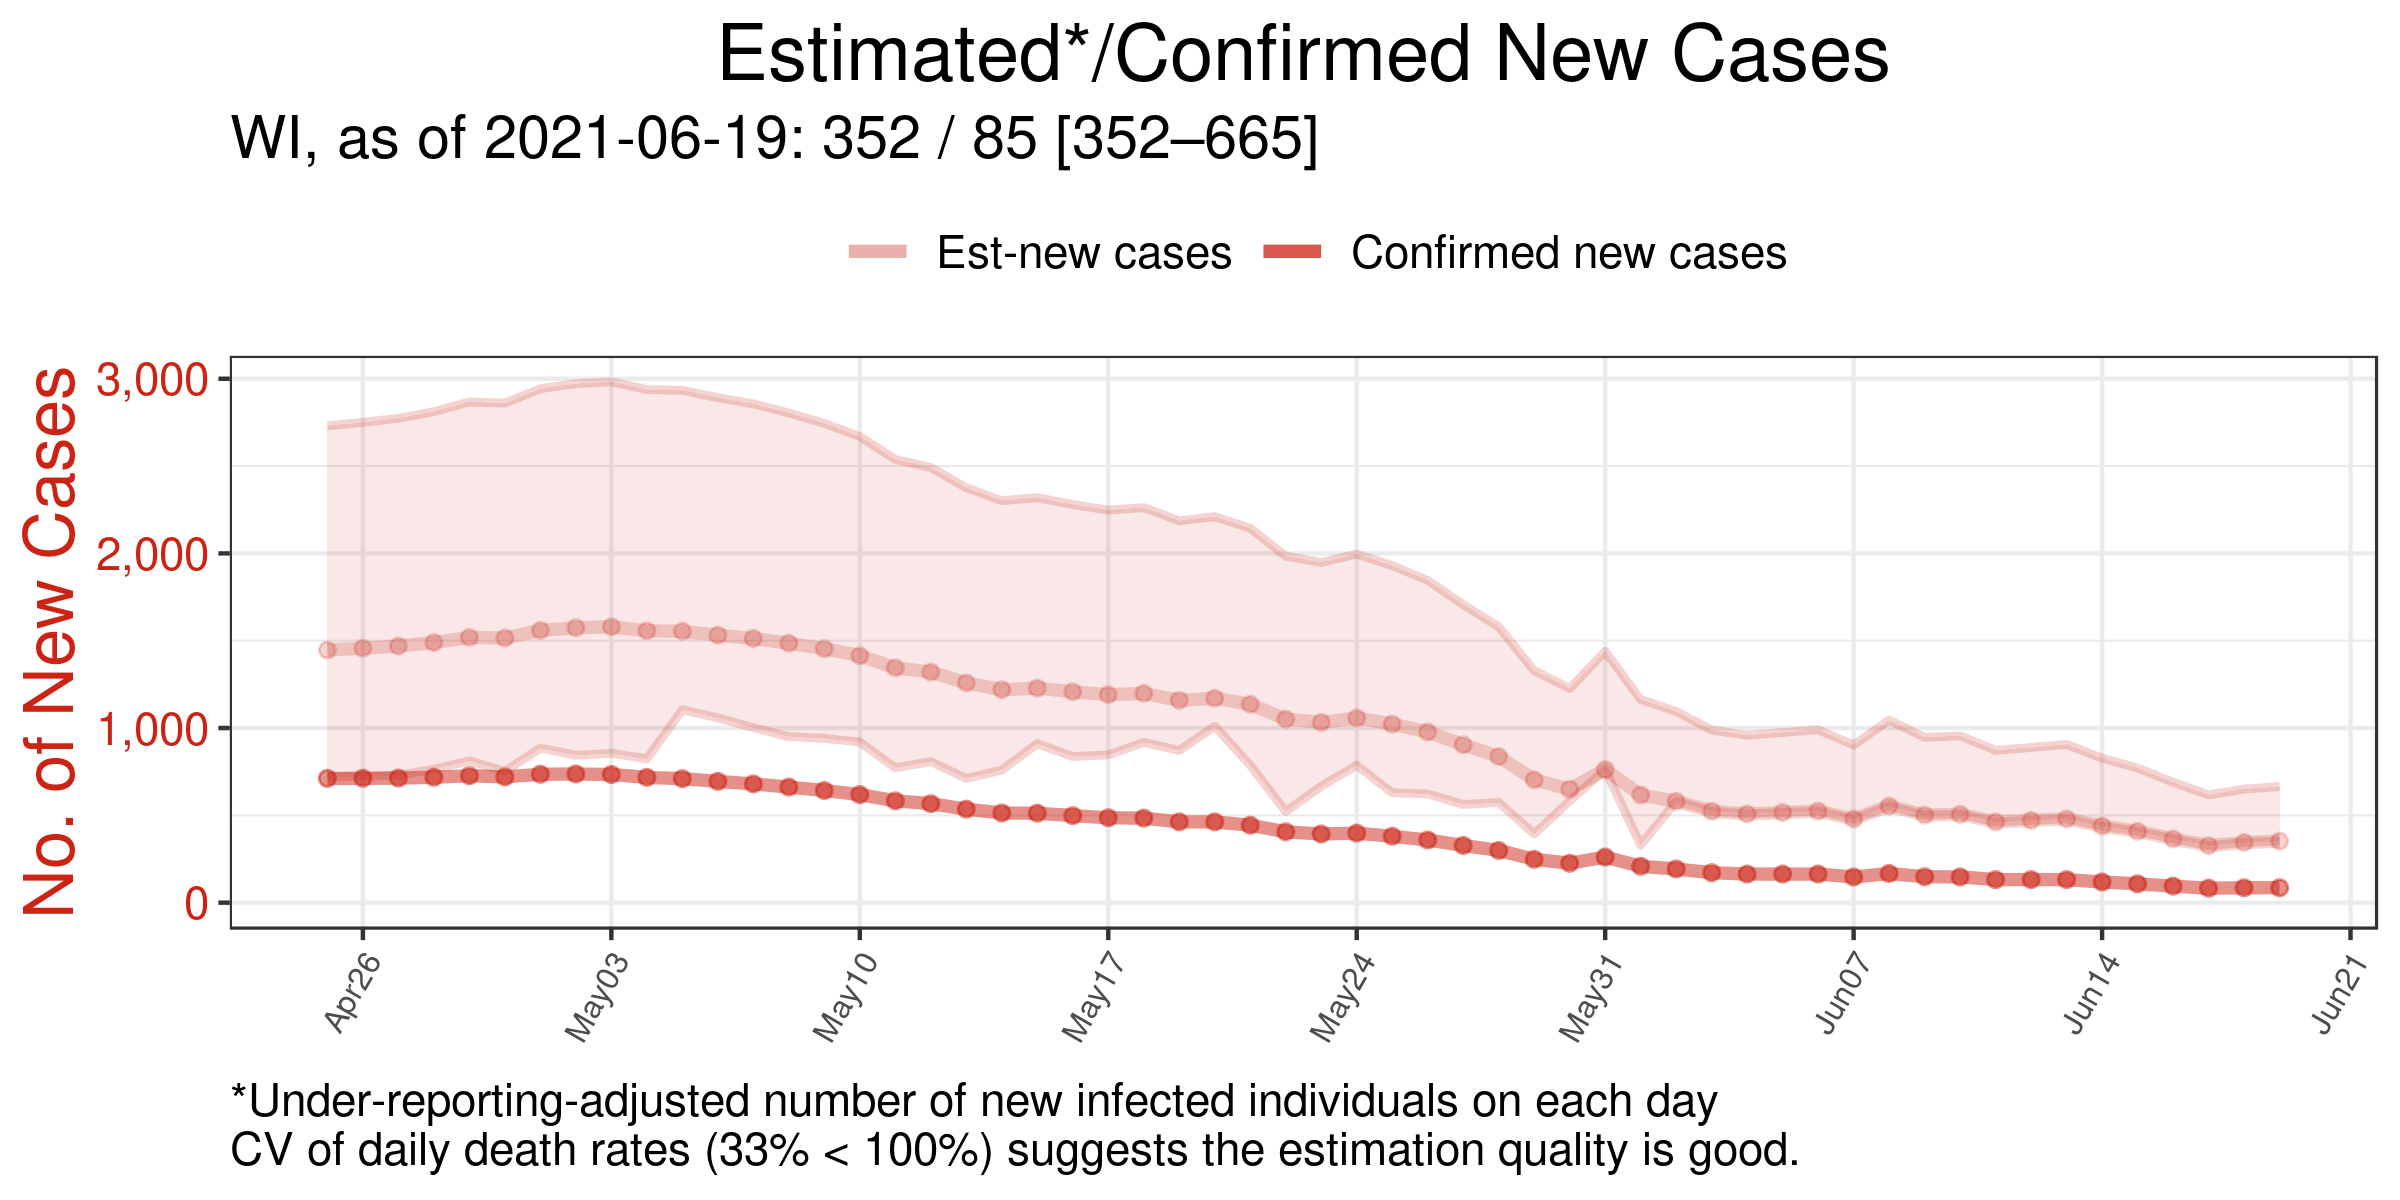 Estimated*/Confirmed New Cases
WI, as of 2021-06-19: 352 / 85 [352–665]
Est-new cases
Confirmed new cases
No. of New Cases
3,000
2,000
1,000
0
Apr26
May03
May10
May17
May24
May31
Jun07
Jun14
Jun21
*Under-reporting-adjusted number of new infected individuals on each day
CV of daily death rates (33% < 100%) suggests the estimation quality is good.